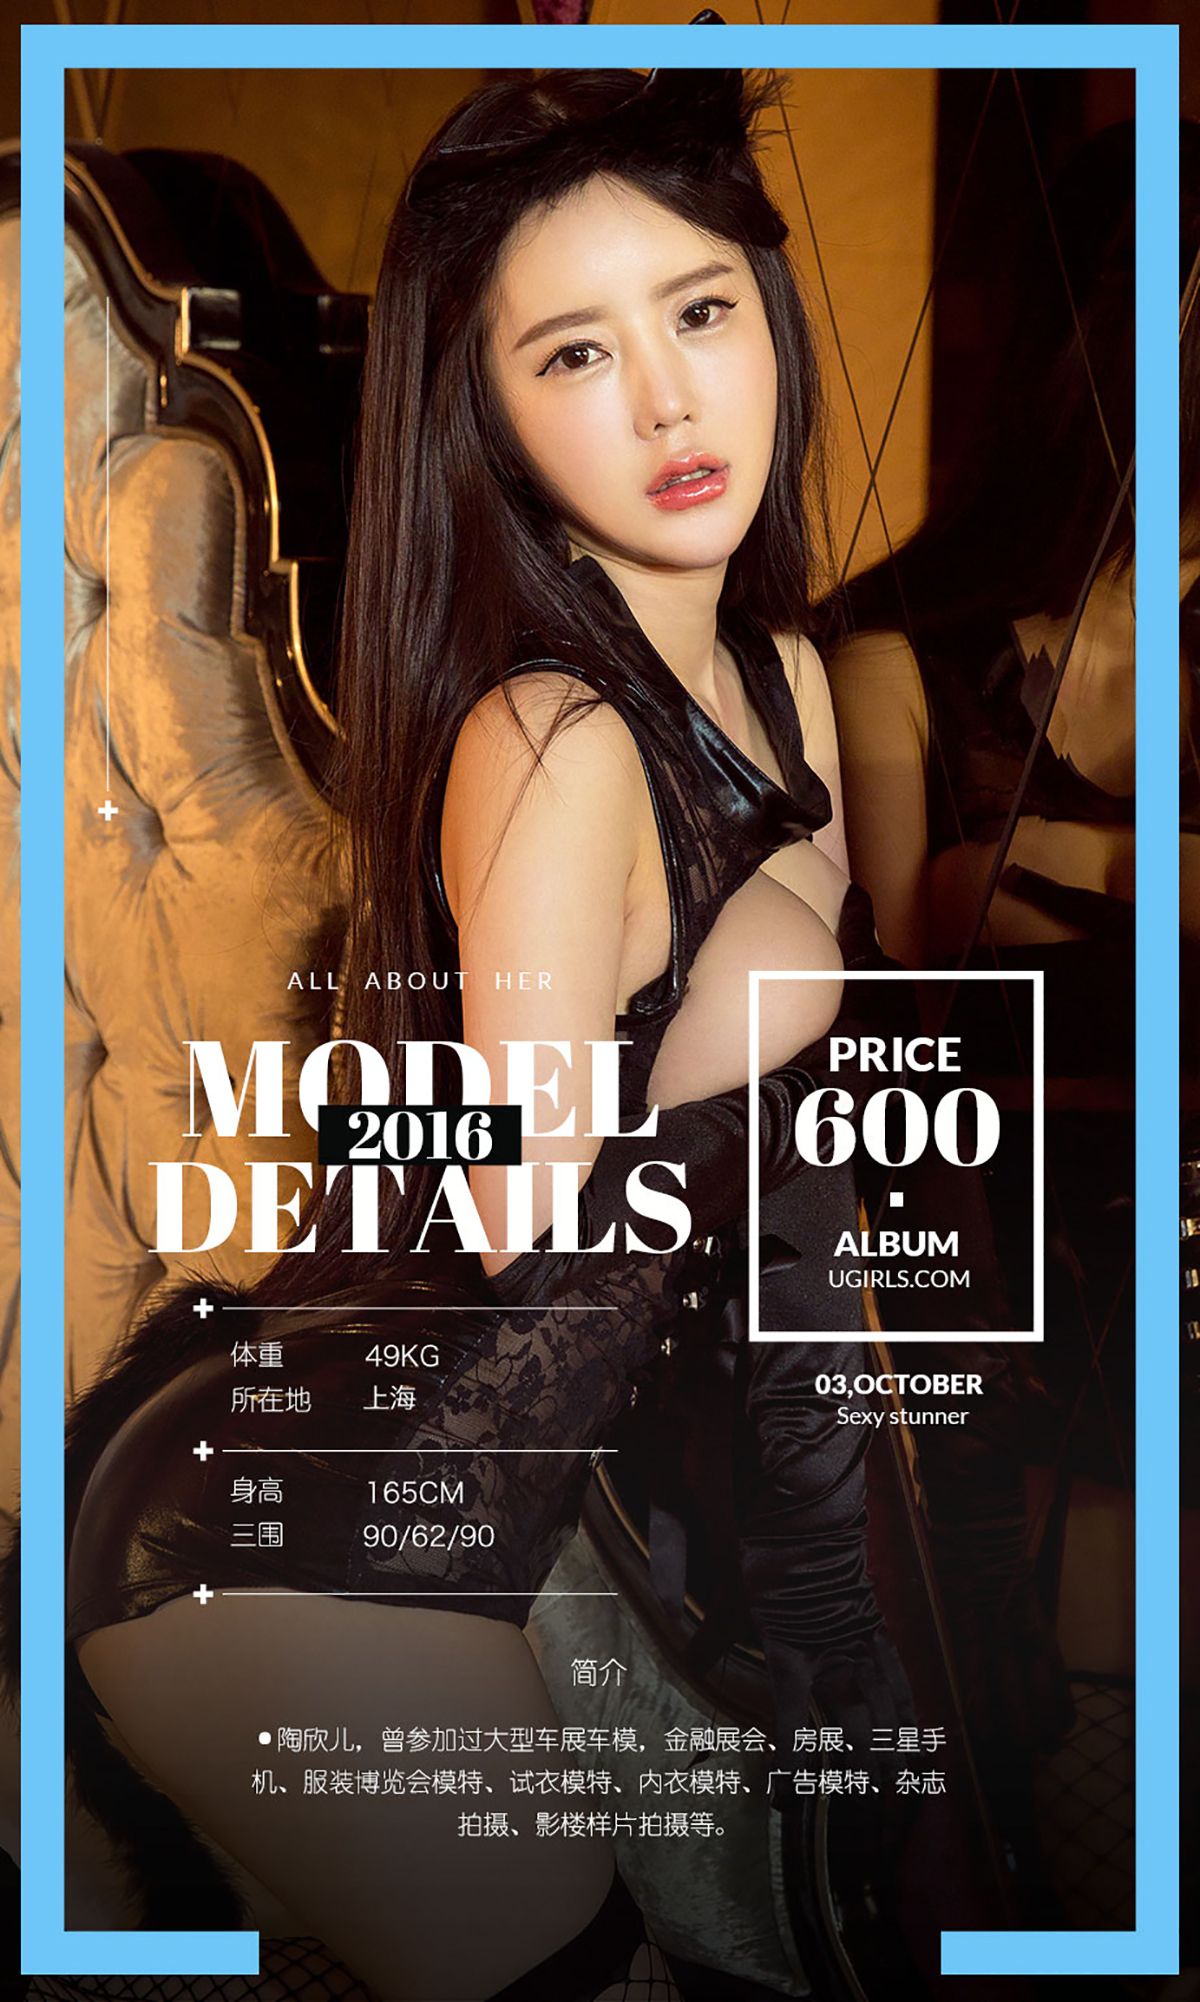 ALL ABOUT HER
MODEL
2016
DETAILS
PRICE
600
ALBUM
UGIRLS.COM
03,OCTOBER
Sexy stunner
体重 49KG
所在地 上海
身高 165CM
三围 90/62/90
简介
●陶欣儿，曾参加过大型车展车模，金融展会、房展、三星手
机、服装博览会模特、试衣模特、内衣模特、广告模特、杂志
拍摄、影楼样片拍摄等。